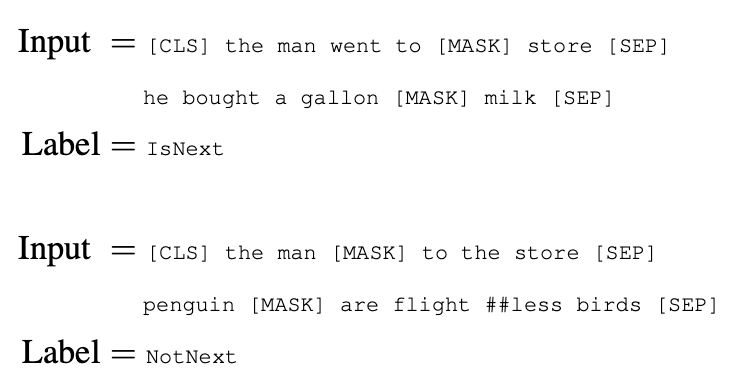 Input = [CLS] the man went to [MASK] store [SEP]
he bought a gallon [MASK] milk [SEP]
Label = IsNext
Input = [CLS] the man [MASK] to the store [SEP]
penguin [MASK] are flight ##less birds [SEP]
Label = NotNext